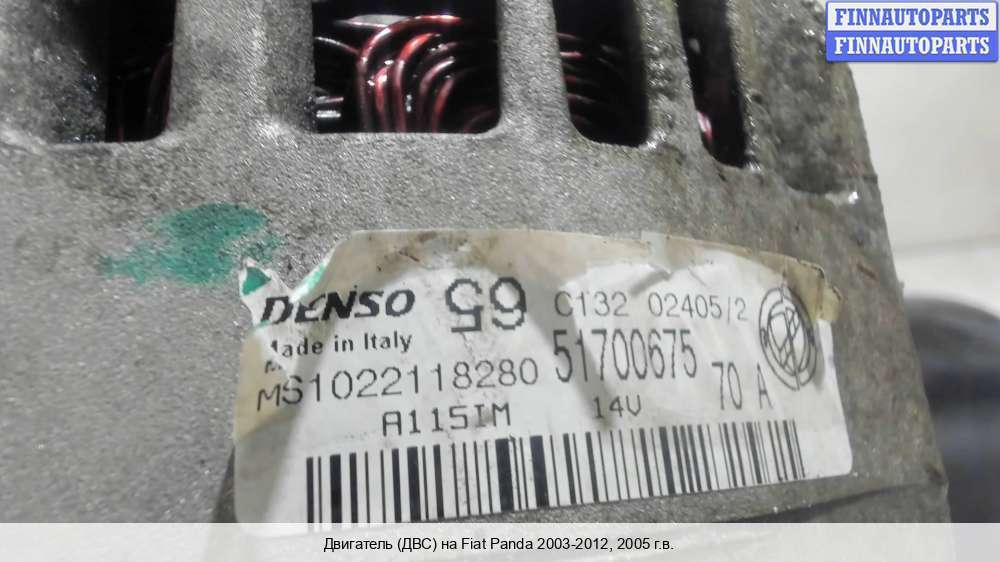 FINNAUTOPARTS
FINNAUTOPARTS
DENSO 65 C132 02405/2
Made in Italy 51700675
MS1022118280 70 A
A115IM 14V
Двигатель (ДВС) на Fiat Panda 2003-2012, 2005 г.в.